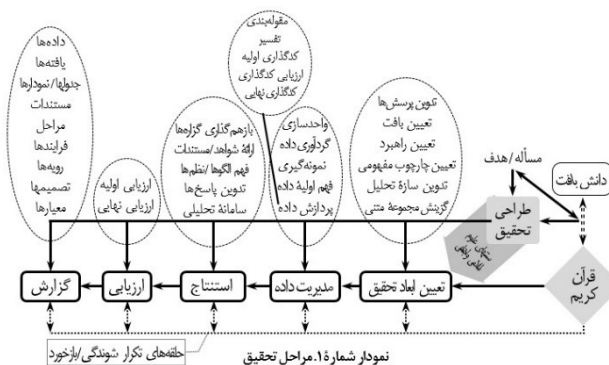 مسأله/هدف
دانش بافت
طراحی
تحقیق
قرآن
کریم
تدوین پرسش‌ها
تعیین بافت
تعیین راهبرد
تعیین چارچوب مفهومی
تدوین سازهٔ تحلیل
گزینش مجموعهٔ متنی
مقوله‌بندی
تفسیر
کدگذاری اولیه
ارزیابی کدگذاری
کدگذاری نهایی
واحدسازی
گردآوری داده
نمونه‌گیری
فهم اولیهٔ داده
پردازش داده
بازهم‌گذاری گزاره‌ها
ارائهٔ شواهد/مستندات
فهم الگوها/نظم‌ها
تدوین پاسخ‌ها
سامانهٔ تحلیلی
ارزیابی اولیه
ارزیابی نهایی
داده‌ها
یافته‌ها
جدولها/نمودارها
مستندات
مراحل
فرایندها
رویه‌ها
تصمیمها
معیارها
تعیین ابعاد تحقیق
مدیریت داده
استنتاج
ارزیابی
گزارش
حلقه‌های تکرار شوندگی/بازخورد
نمودار شمارهٔ ۱. مراحل تحقیق